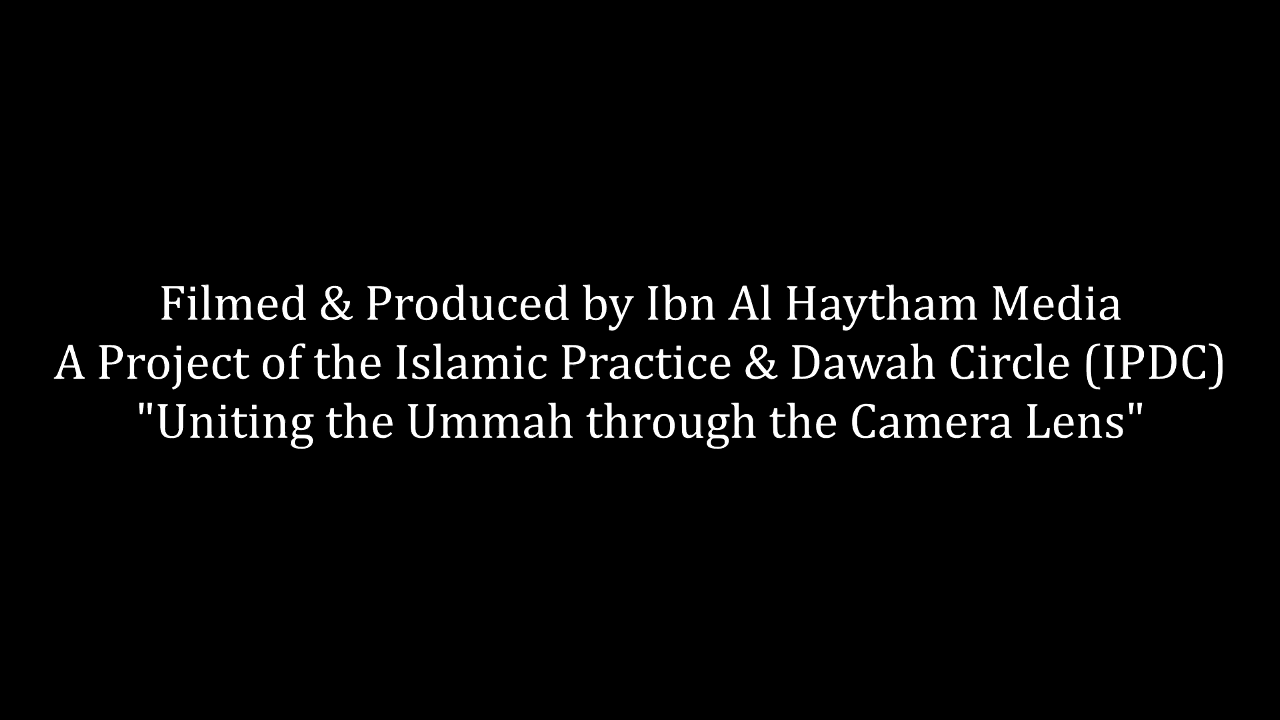 Filmed & Produced by Ibn Al Haytham Media
A Project of the Islamic Practice & Dawah Circle (IPDC)
"Uniting the Ummah through the Camera Lens"